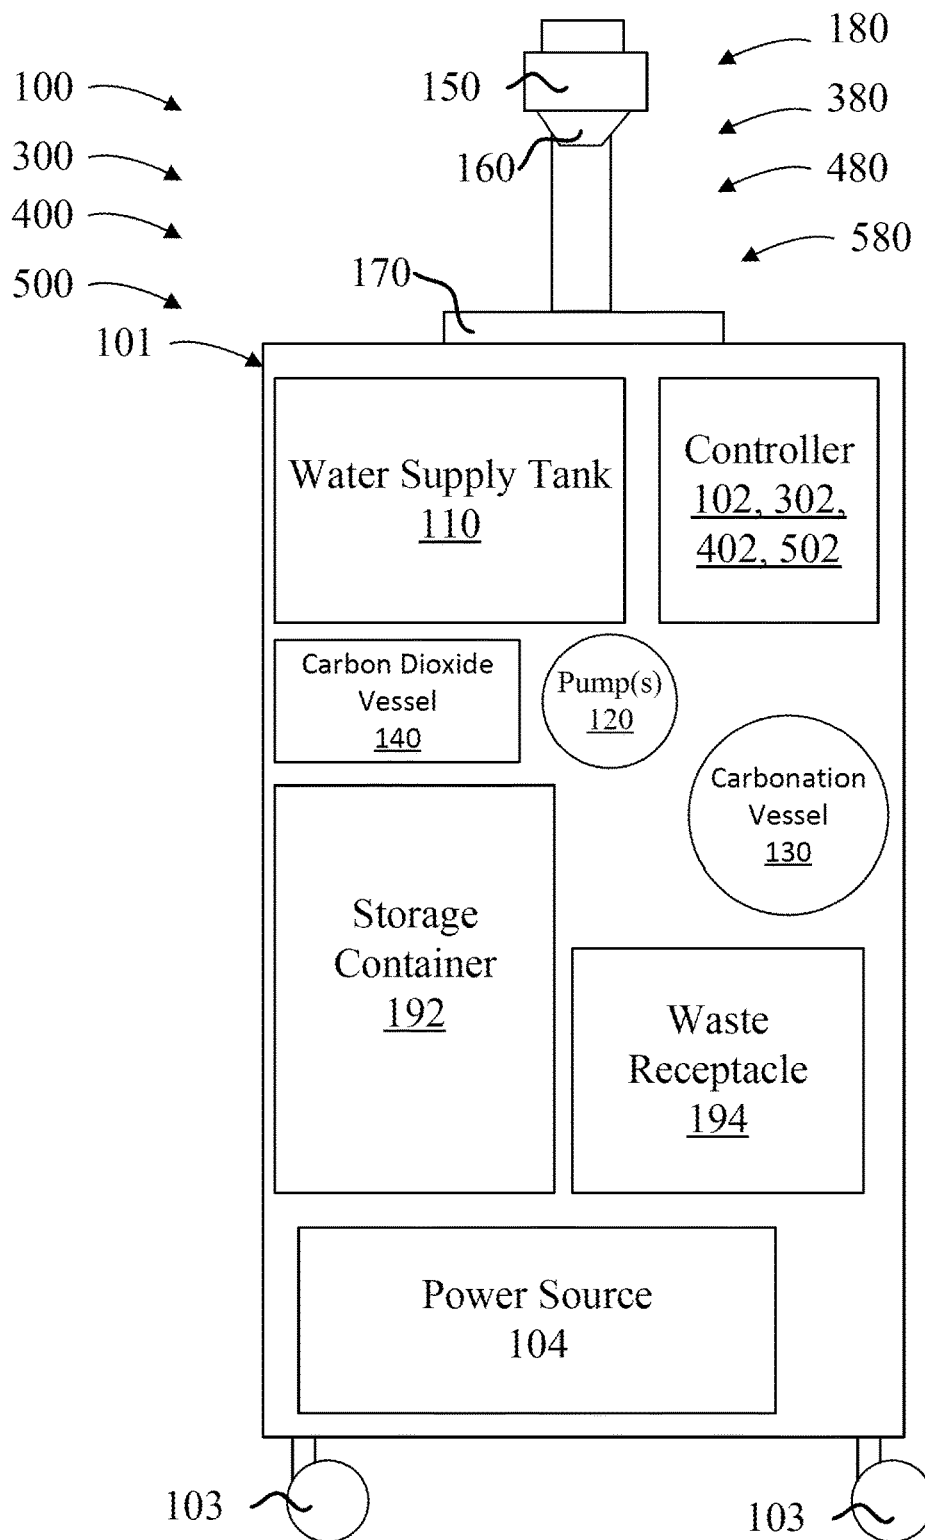 180
100
150
380
300
160
480
400
580
500
170
101
Water Supply Tank
110
Controller
102, 302,
402, 502
Carbon Dioxide
Vessel
140
Pump(s)
120
Carbonation
Vessel
130
Storage
Container
192
Waste
Receptacle
194
Power Source
104
103
103